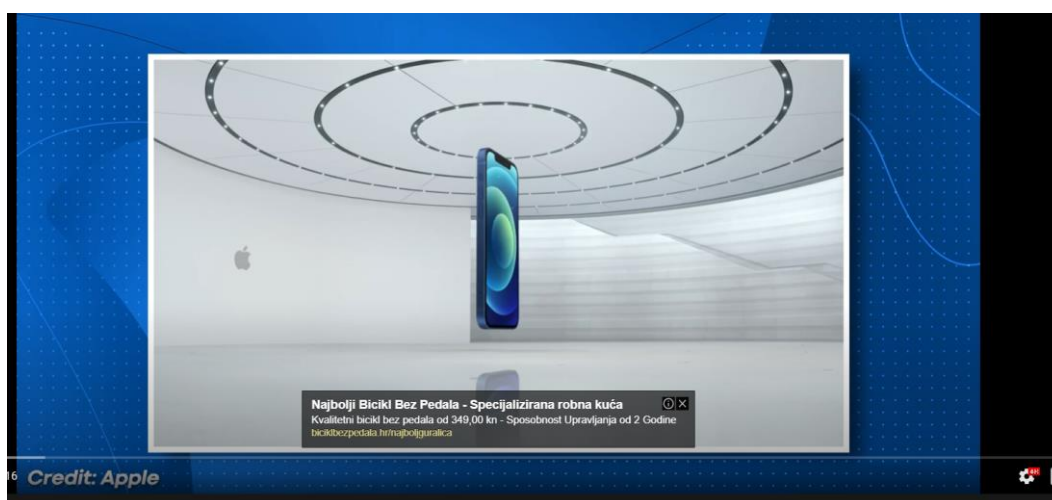 Najbolji Bicikl Bez Pedala - Specijalizirana robna kuća
Kvalitetni bicikl bez pedala od 349,00 kn - Sposobnost Upravljanja od 2 Godine
biciklbezpedala.hr/najboljguralica
16
Credit: Apple